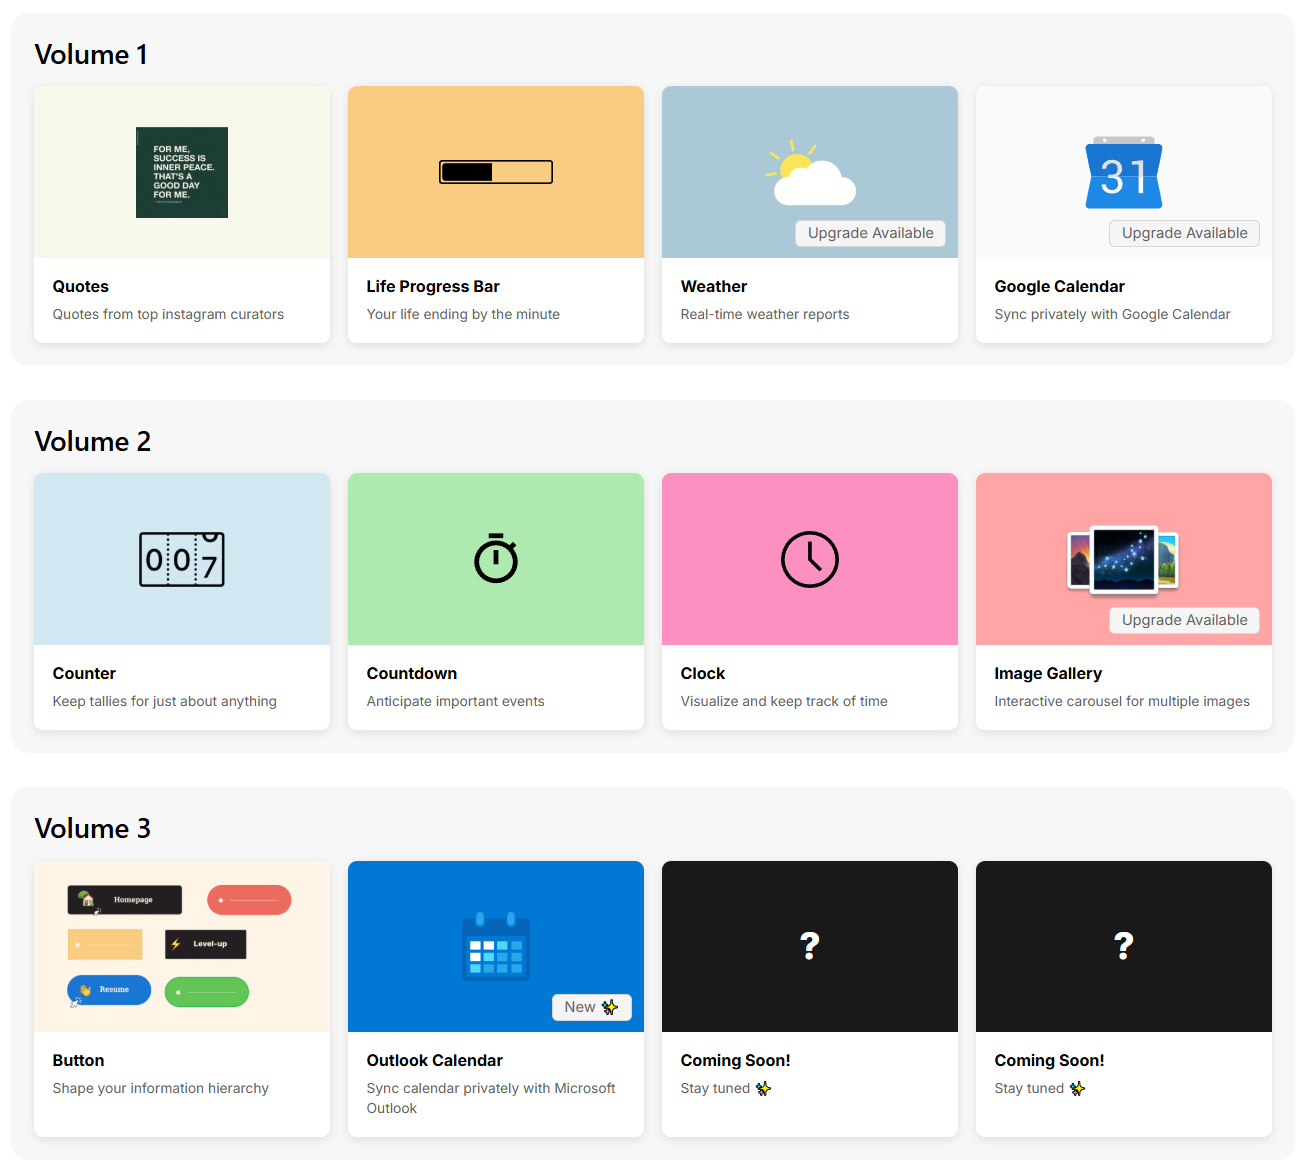 Volume 1
FOR ME,
SUCCESS IS
INNER PEACE.
THAT'S A
GOOD DAY
FOR ME.
31
Upgrade Available
Upgrade Available
Quotes
Quotes from top instagram curators
Life Progress Bar
Your life ending by the minute
Weather
Real-time weather reports
Google Calendar
Sync privately with Google Calendar
Volume 2
007
Upgrade Available
Counter
Keep tallies for just about anything
Countdown
Anticipate important events
Clock
Visualize and keep track of time
Image Gallery
Interactive carousel for multiple images
Volume 3
Homepage
Level-up
Resume
New ✨
?
?
Button
Shape your information hierarchy
Outlook Calendar
Sync calendar privately with Microsoft
Outlook
Coming Soon!
Stay tuned ✨
Coming Soon!
Stay tuned ✨